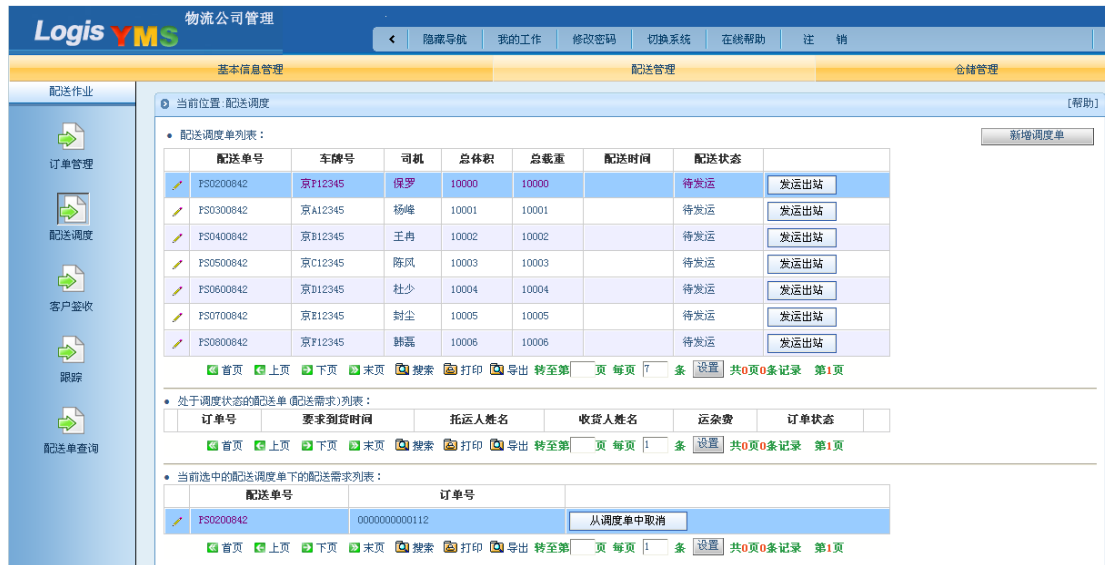 物流公司管理
Logis YMS
< 隐藏导航 我的工作 修改密码 切换系统 在线帮助 注 销
基本信息管理 配送管理 仓储管理
配送作业
订单管理
配送调度
客户签收
跟踪
配送单查询
当前位置:配送调度 [帮助]
配送调度单列表: 新增调度单
配送单号 车牌号 司机 总体积 总载重 配送时间 配送状态
PS0200842 京P12345 保罗 10000 10000 待发运 发运出站
PS0300842 京A12345 杨峰 10001 10001 待发运 发运出站
PS0400842 京B12345 王冉 10002 10002 待发运 发运出站
PS0500842 京C12345 陈风 10003 10003 待发运 发运出站
PS0600842 京D12345 杜少 10004 10004 待发运 发运出站
PS0700842 京E12345 封尘 10005 10005 待发运 发运出站
PS0800842 京F12345 韩磊 10006 10006 待发运 发运出站
首页 上页 下页 末页 搜索 打印 导出 转至第 页 每页 7 条 设置 共0页0条记录 第1页
处于调度状态的配送单(配送需求)列表:
订单号 要求到货时间 托运人姓名 收货人姓名 运杂费 订单状态
首页 上页 下页 末页 搜索 打印 导出 转至第 页 每页 1 条 设置 共0页0条记录 第1页
当前选中的配送调度单下的配送需求列表:
配送单号 订单号
PS0200842 0000000000112 从调度单中取消
首页 上页 下页 末页 搜索 打印 导出 转至第 页 每页 1 条 设置 共0页0条记录 第1页